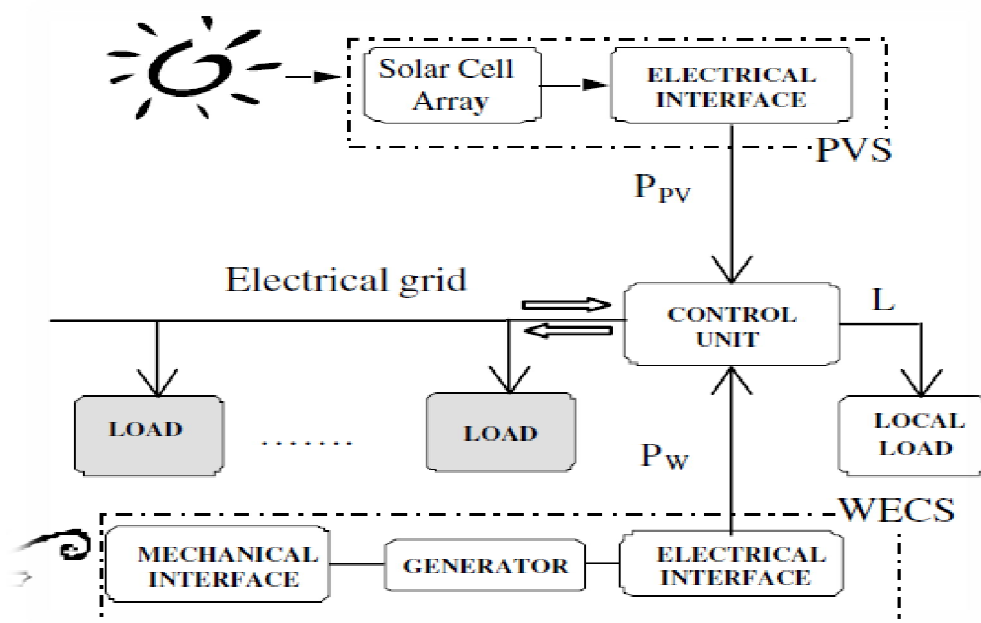 Solar Cell
Array
ELECTRICAL
INTERFACE
PVS
PPV
Electrical grid
CONTROL
UNIT
L
LOAD
.......
LOAD
LOCAL
LOAD
PW
WECS
MECHANICAL
INTERFACE
GENERATOR
ELECTRICAL
INTERFACE